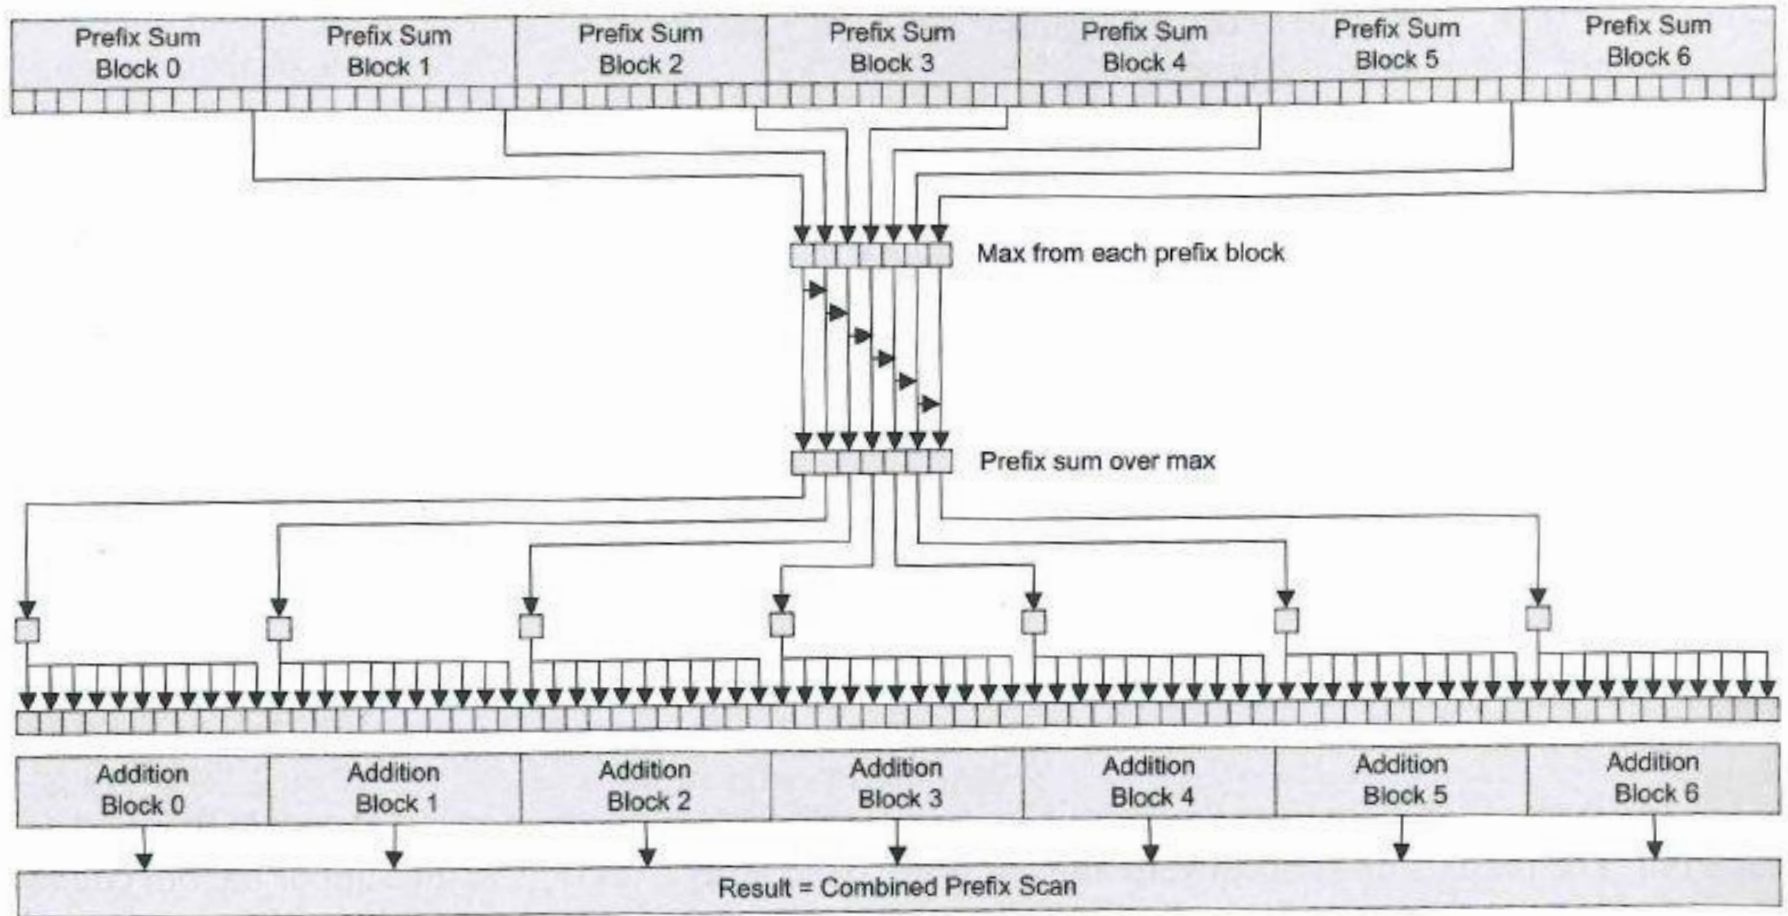 Prefix Sum
Block 0
Prefix Sum
Block 1
Prefix Sum
Block 2
Prefix Sum
Block 3
Prefix Sum
Block 4
Prefix Sum
Block 5
Prefix Sum
Block 6
Max from each prefix block
Prefix sum over max
Addition
Block 0
Addition
Block 1
Addition
Block 2
Addition
Block 3
Addition
Block 4
Addition
Block 5
Addition
Block 6
Result = Combined Prefix Scan